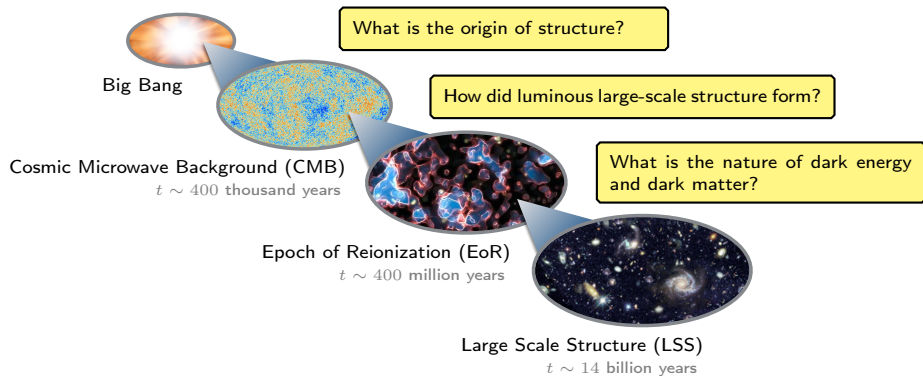 What is the origin of structure?
Big Bang
How did luminous large-scale structure form?
Cosmic Microwave Background (CMB)
t ∼ 400 thousand years
What is the nature of dark energy
and dark matter?
Epoch of Reionization (EoR)
t ∼ 400 million years
Large Scale Structure (LSS)
t ∼ 14 billion years